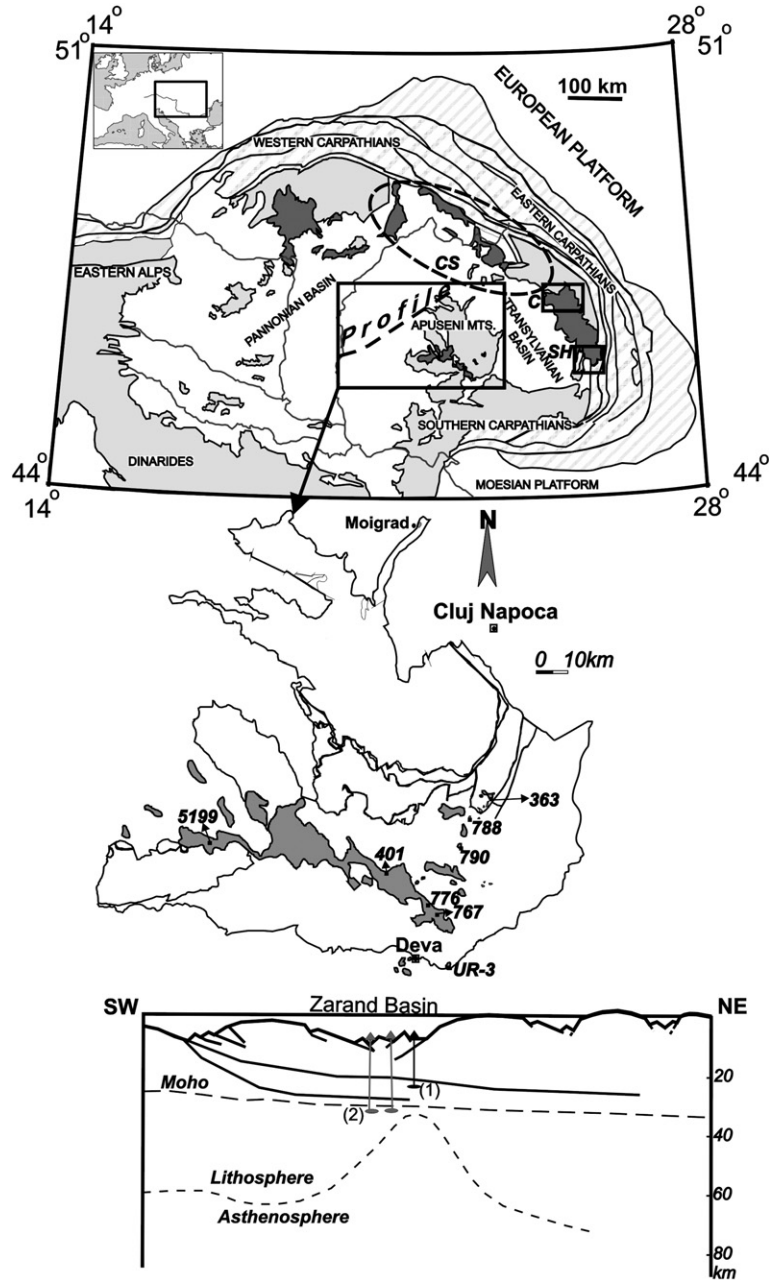 14°
28°
51°
51°
100 km
EUROPEAN PLATFORM
WESTERN CARPATHIANS
EASTERN CARPATHIANS
EASTERN ALPS
PANNONIAN BASIN
CS
C
Profile
APUSENI MTS.
TRANSYLVANIAN
BASIN
SH
SOUTHERN CARPATHIANS
DINARIDES
MOESIAN PLATFORM
44°
44°
14°
28°
Moigrad
N
Cluj Napoca
0 10km
363
5199
788
401
790
776
767
Deva
UR-3
SW
Zarand Basin
NE
20
Moho
(1)
(2)
40
Lithosphere
60
Asthenosphere
80
km